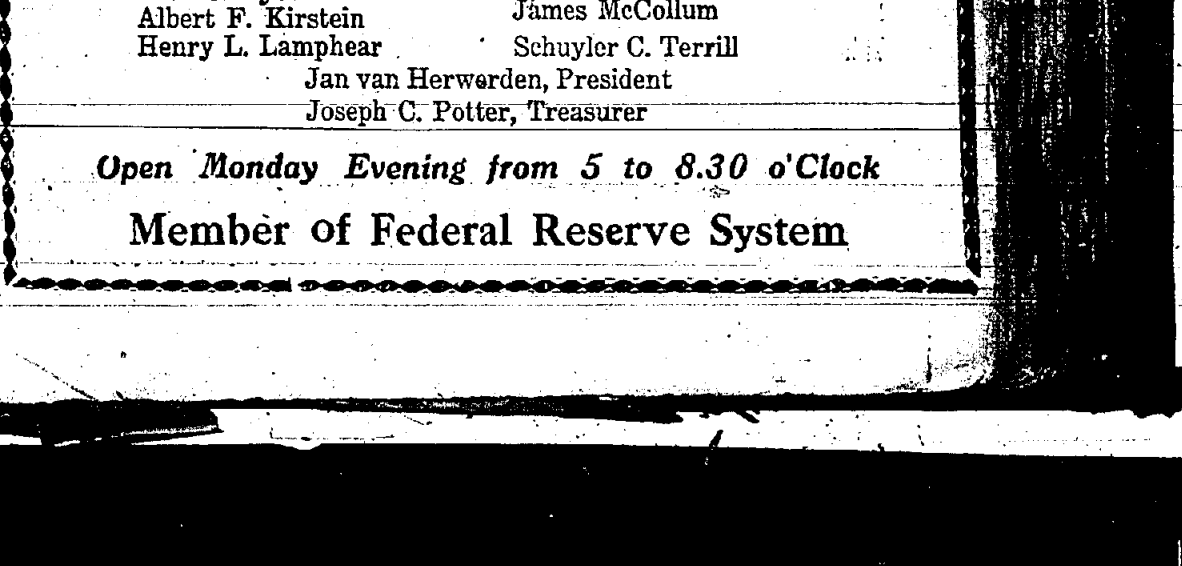 Albert F. Kirstein James McCollum
Henry L. Lamphear Schuyler C. Terrill
Jan van Herwerden, President
Joseph C. Potter, Treasurer
Open Monday Evening from 5 to 8.30 o'Clock
Member of Federal Reserve System